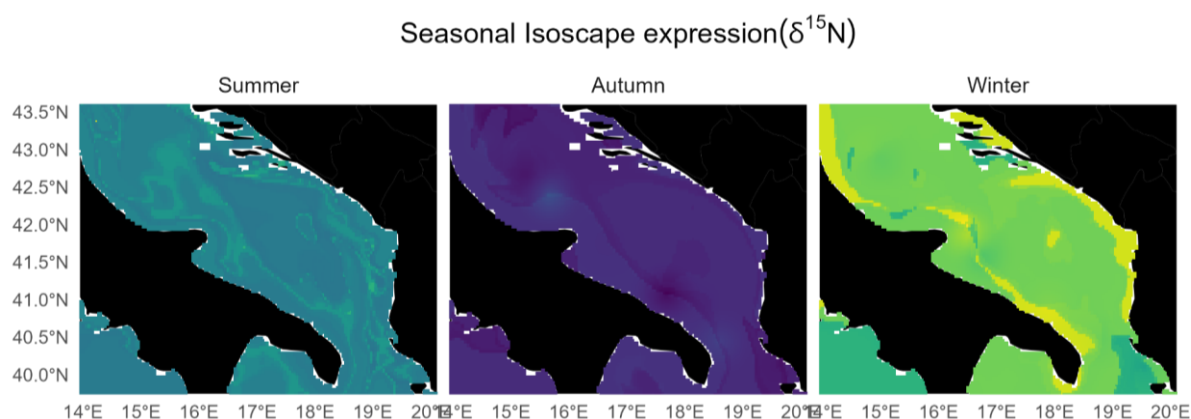 Seasonal Isoscape expression(δ¹⁵N)
Summer Autumn Winter
43.5°N
43.0°N
42.5°N
42.0°N
41.5°N
41.0°N
40.5°N
40.0°N
14°E 15°E 16°E 17°E 18°E 19°E 20°E 14°E 15°E 16°E 17°E 18°E 19°E 20°E 14°E 15°E 16°E 17°E 18°E 19°E 20°E